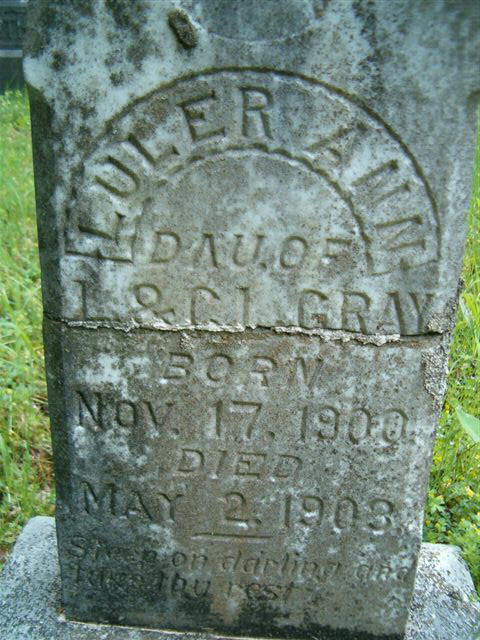 LULER ANN
DAU. OF
L. & C. L. GRAY
BORN
NOV. 17. 1900.
DIED
MAY 2. 1903.
Sleep on darling and
take thy rest